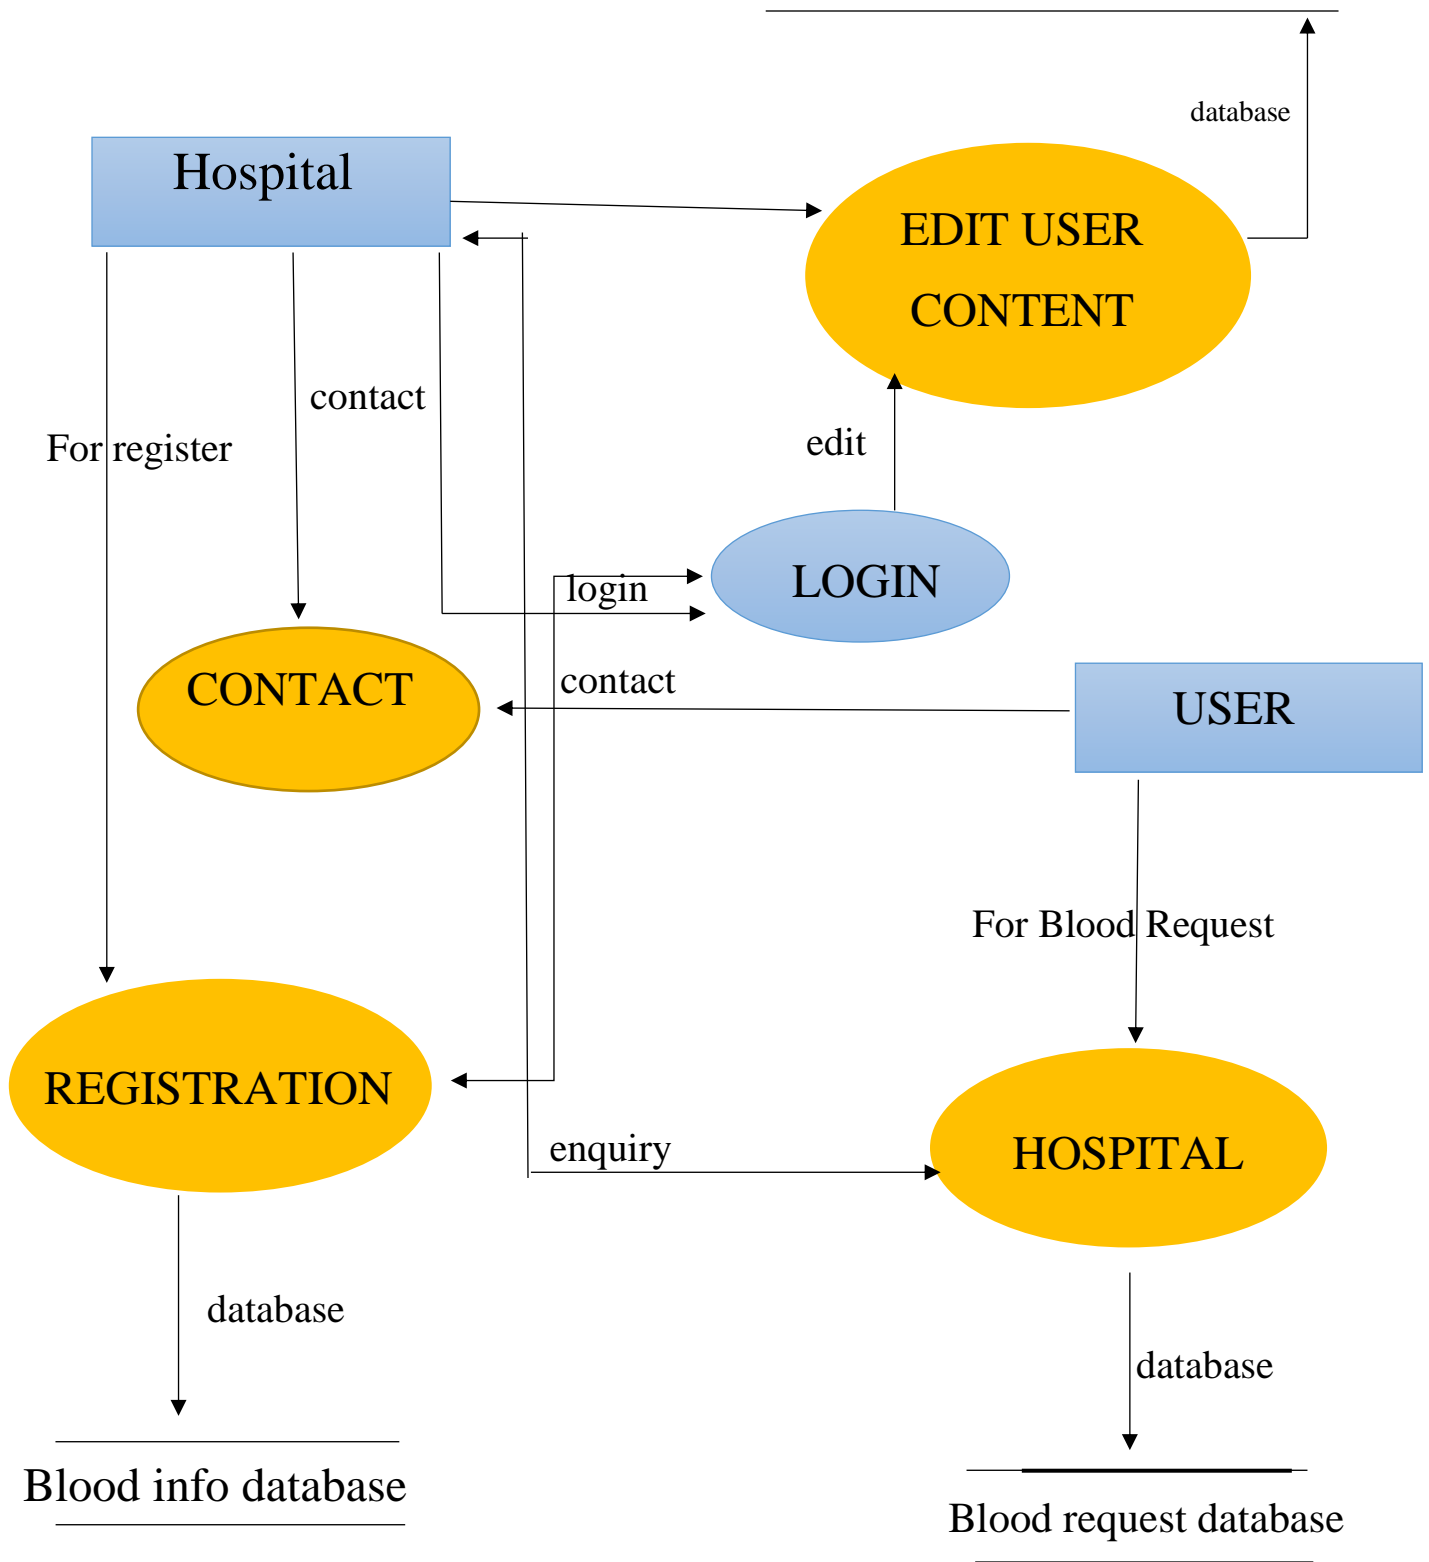 database
Hospital
EDIT USER
CONTENT
contact
For register
edit
login
LOGIN
contact
CONTACT
USER
For Blood Request
REGISTRATION
enquiry
HOSPITAL
database
database
Blood info database
Blood request database